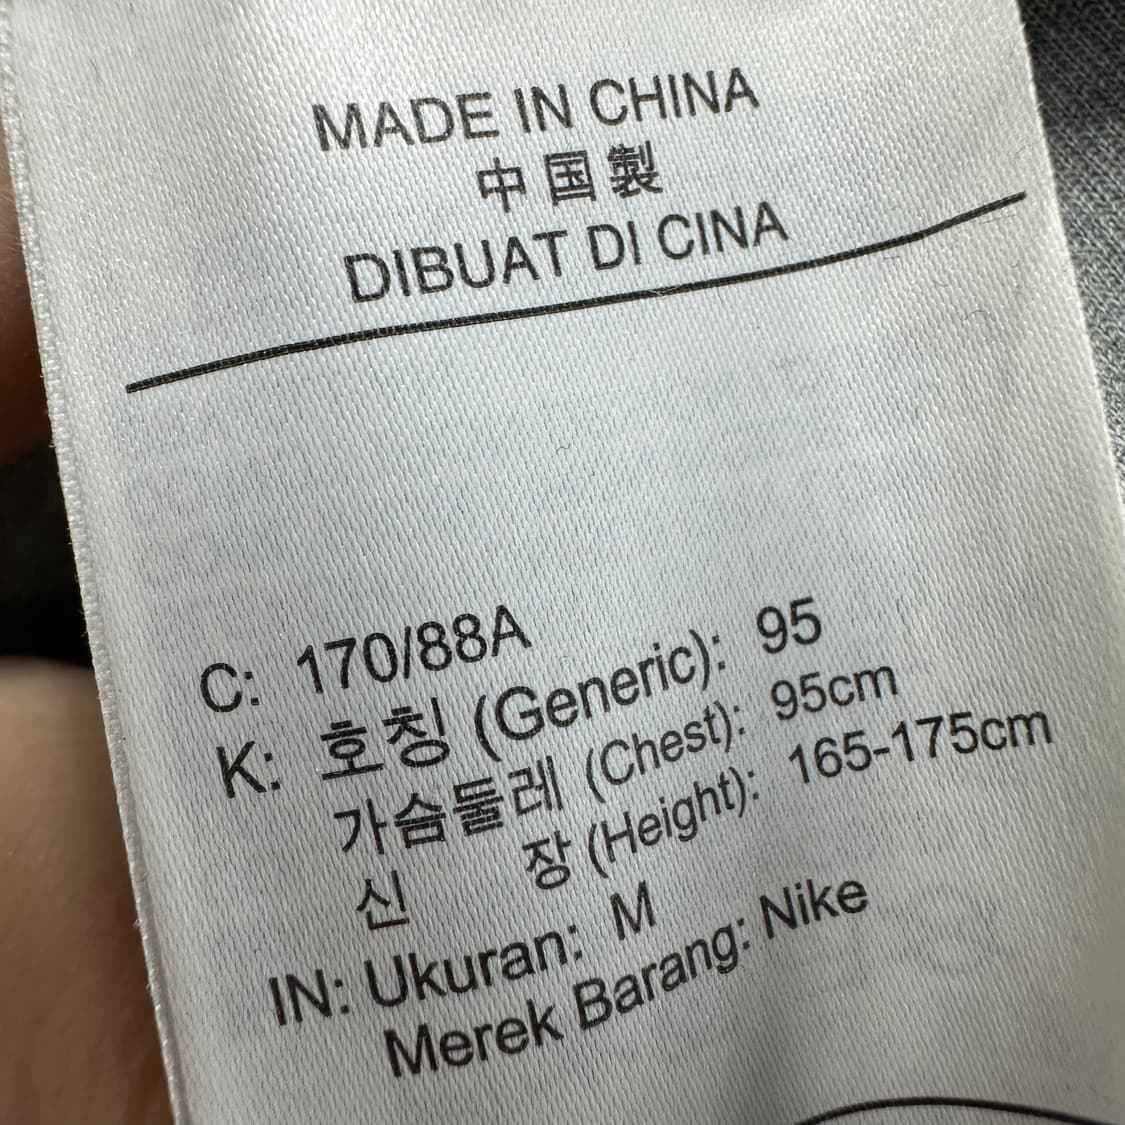 MADE IN CHINA
中国製
DIBUAT DI CINA
C: 170/88A
K: 호칭 (Generic): 95
가슴둘레 (Chest): 95cm
신 장 (Height): 165-175cm
IN: Ukuran: M
Merek Barang: Nike